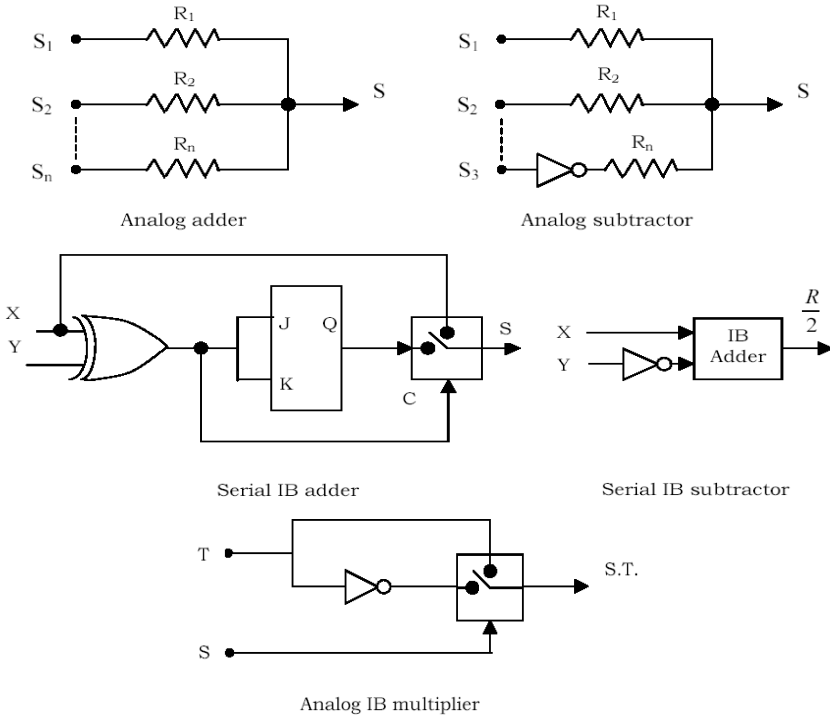 R₁
S₁
R₂
S₂
S
Rₙ
Sₙ
Analog adder
R₁
S₁
R₂
S₂
S
Rₙ
S₃
Analog subtractor
X
Y
J
Q
K
C
S
Serial IB adder
X
Y
IB
Adder
R
2
Serial IB subtractor
T
S
S.T.
Analog IB multiplier